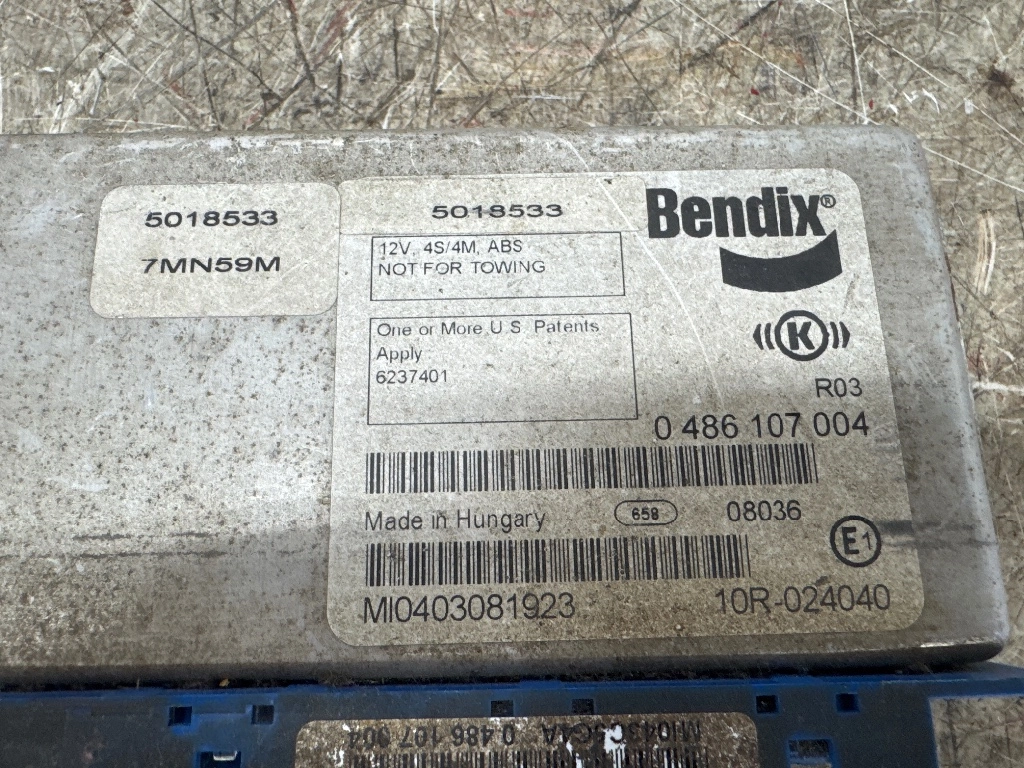 5018533
7MN59M
5018533
Bendix®
12V, 4S/4M, ABS
NOT FOR TOWING
K
One or More U.S. Patents
Apply
6237401
R03
0 486 107 004
Made in Hungary
658
08036
E1
MI0403081923
10R-024040
0 486 107 004